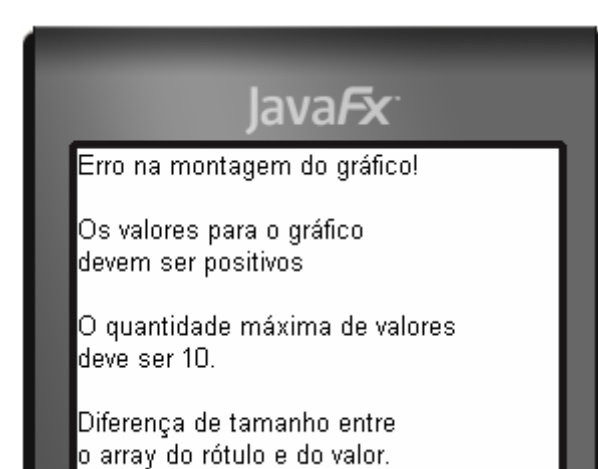 JavaFx
Erro na montagem do gráfico!
Os valores para o gráfico
devem ser positivos
O quantidade máxima de valores
deve ser 10.
Diferença de tamanho entre
o array do rótulo e do valor.